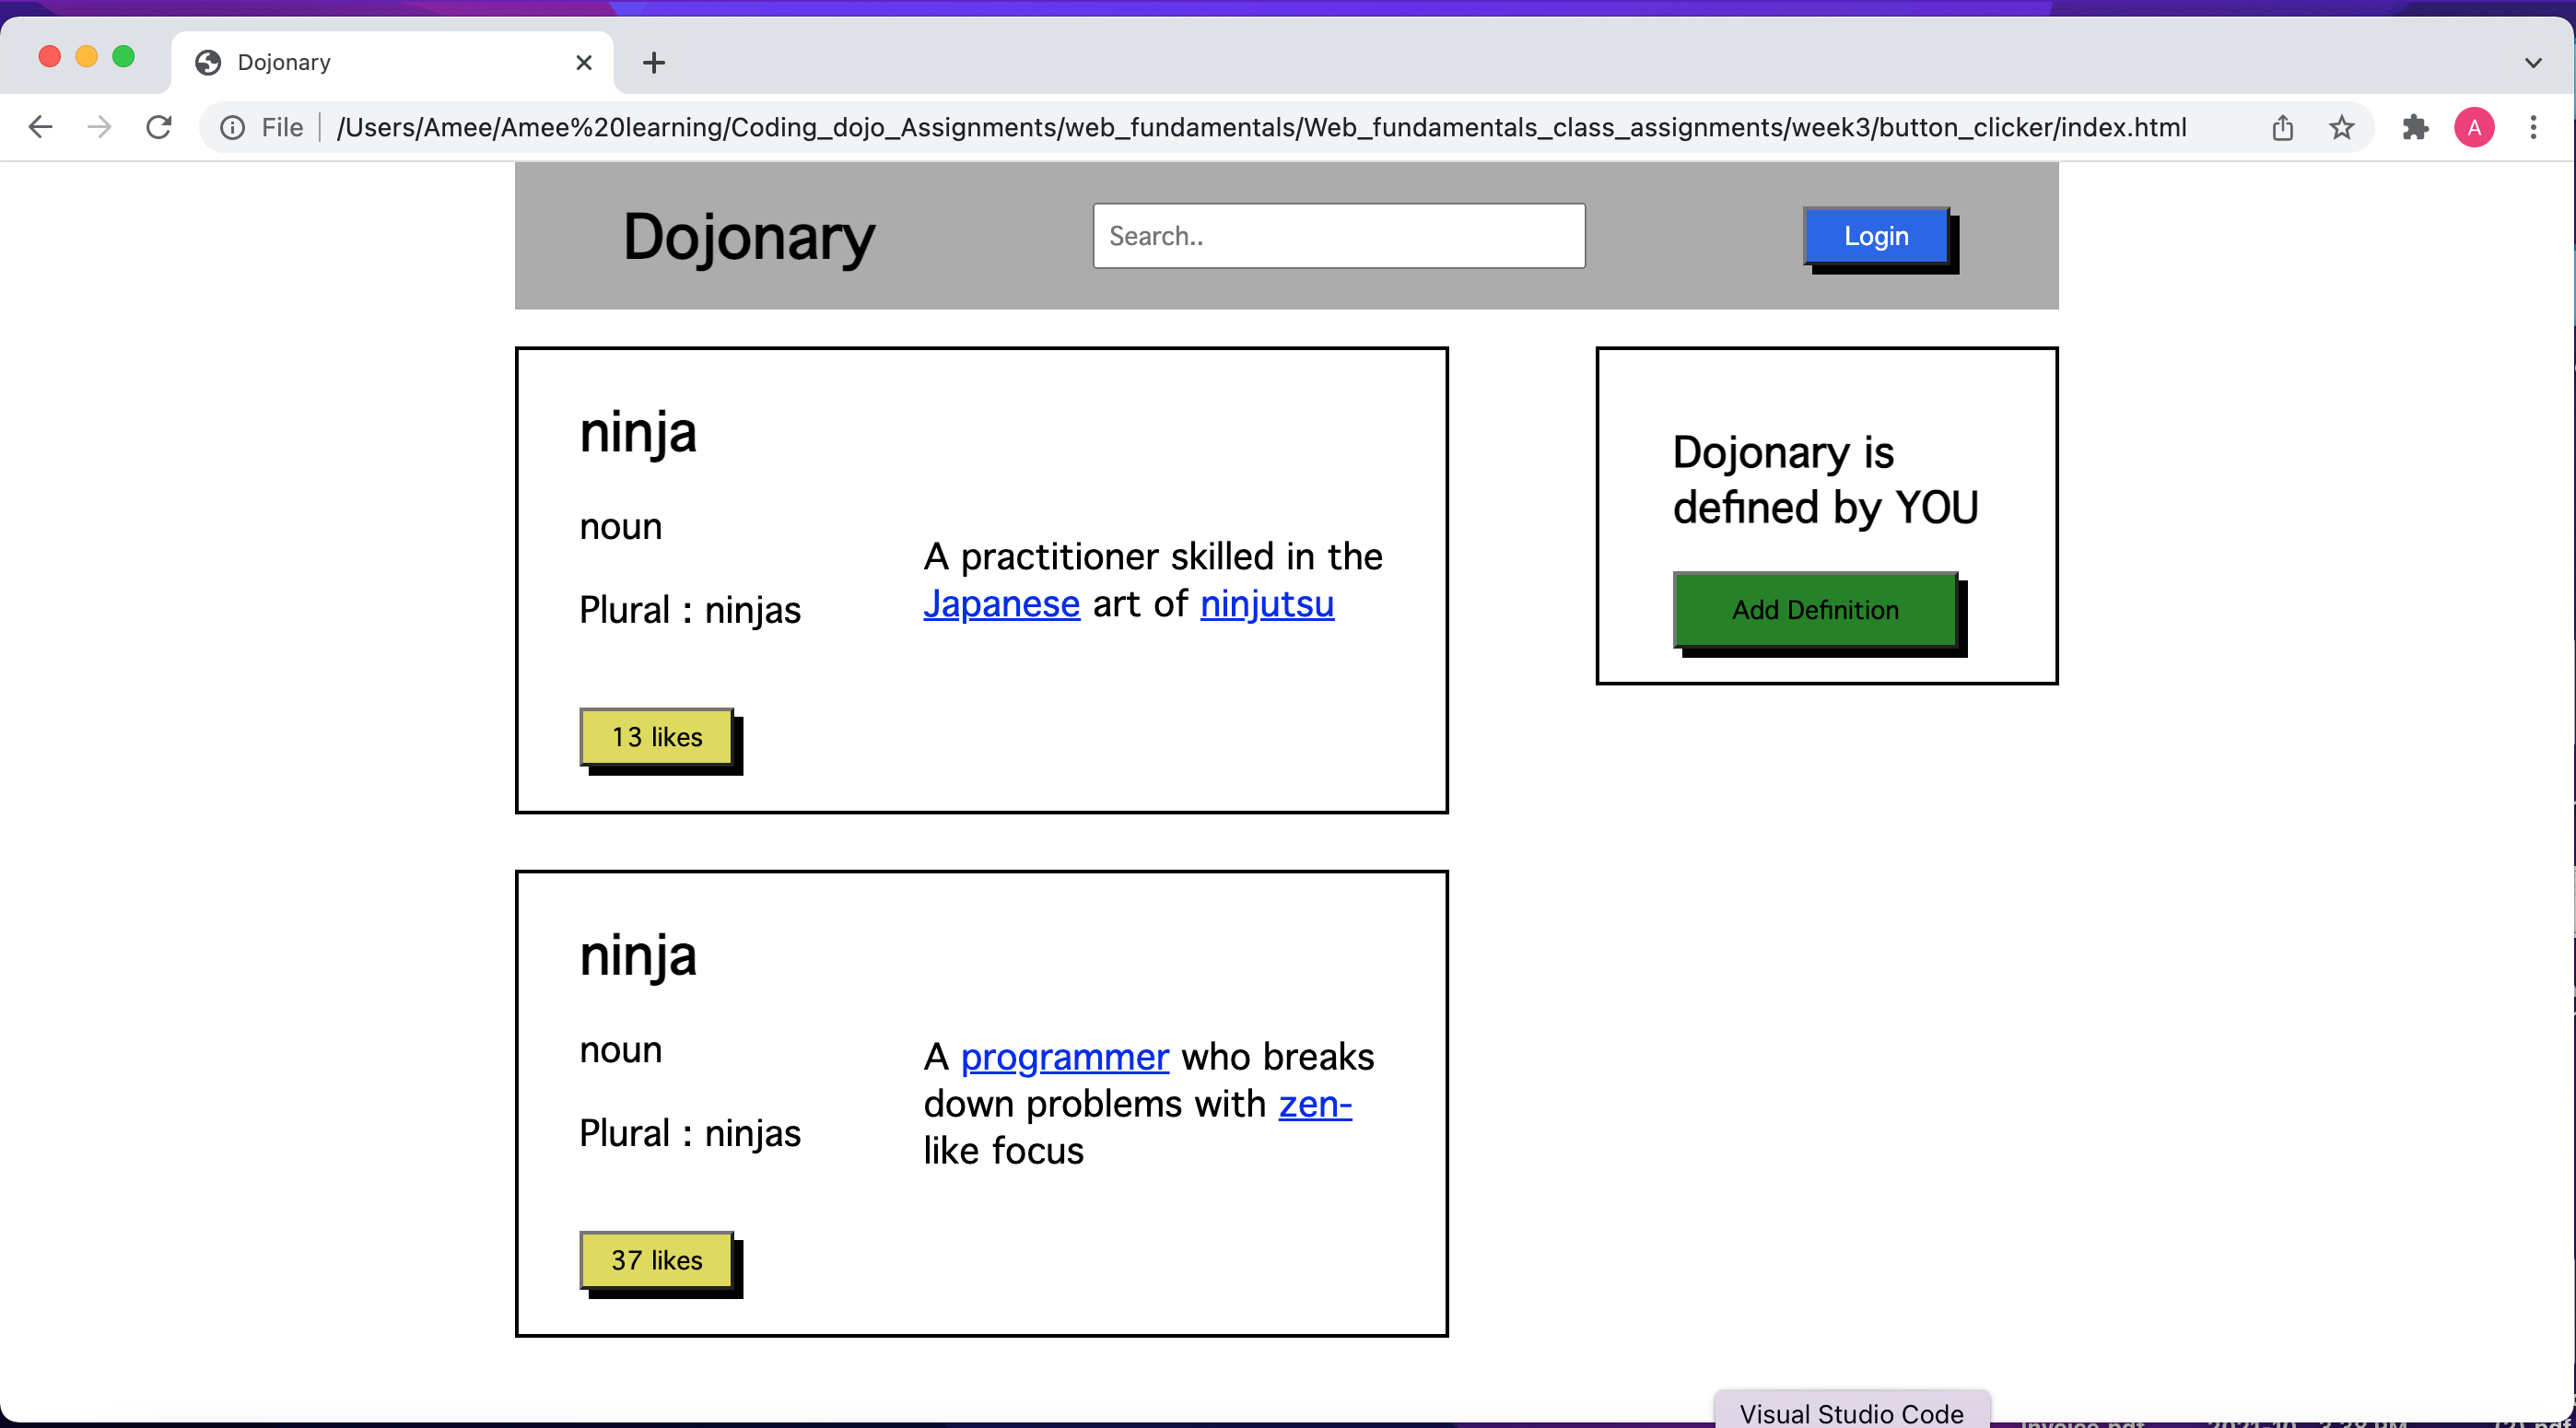 Dojonary
File
/Users/Amee/Amee%20learning/Coding_dojo_Assignments/web_fundamentals/Web_fundamentals_class_assignments/week3/button_clicker/index.html
A
Dojonary
Search..
Login
ninja
noun
Plural : ninjas
A practitioner skilled in the
Japanese art of ninjutsu
13 likes
Dojonary is
defined by YOU
Add Definition
ninja
noun
Plural : ninjas
A programmer who breaks
down problems with zen-
like focus
37 likes
Visual Studio Code